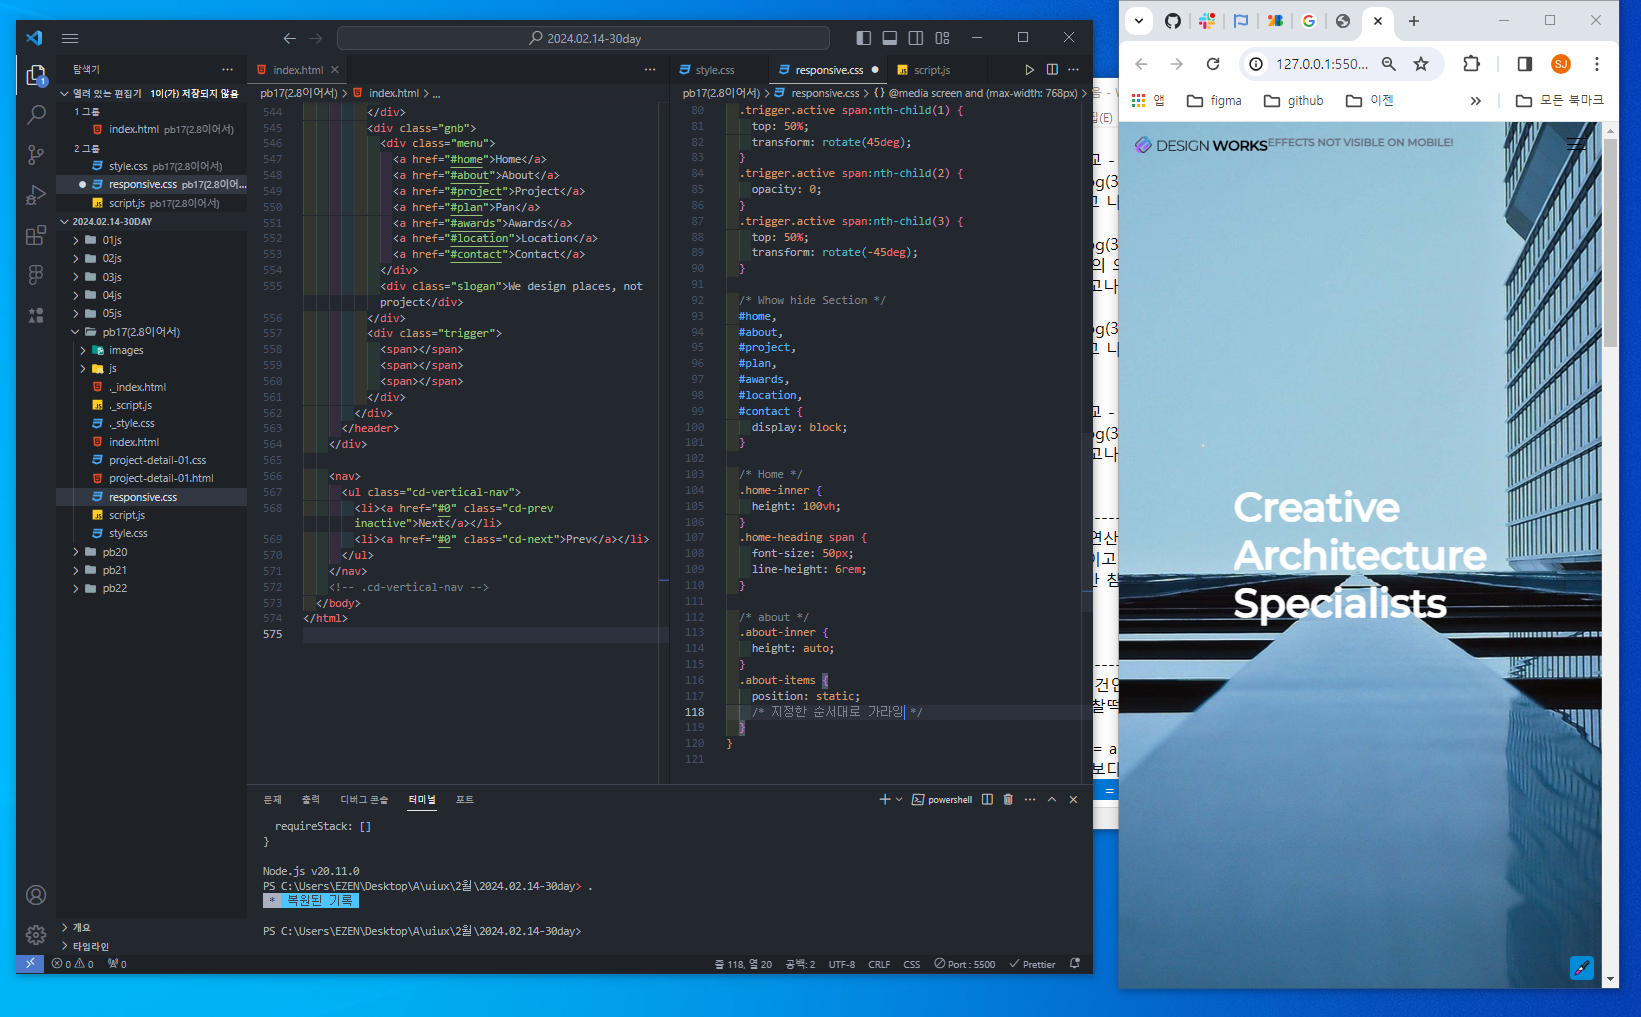 2024.02.14-30day
탐색기
열려 있는 편집기 1이(가) 저장되지 않음
1 그룹
index.html pb17(2.8이어서)
2 그룹
style.css pb17(2.8이어서)
responsive.css pb17(2.8이어...
script.js pb17(2.8이어서)
2024.02.14-30DAY
01js
02js
03js
04js
05js
pb17(2.8이어서)
images
js
._index.html
._script.js
._style.css
index.html
project-detail-01.css
project-detail-01.html
responsive.css
script.js
style.css
pb20
pb21
pb22
개요
타임라인
index.html
pb17(2.8이어서) > index.html > ...
544 </div>
545 <div class="gnb">
546 <div class="menu">
547 <a href="#home">Home</a>
548 <a href="#about">About</a>
549 <a href="#project">Project</a>
550 <a href="#plan">Pan</a>
551 <a href="#awards">Awards</a>
552 <a href="#location">Location</a>
553 <a href="#contact">Contact</a>
554 </div>
555 <div class="slogan">We design places, not
project</div>
556 </div>
557 <div class="trigger">
558 <span></span>
559 <span></span>
560 <span></span>
561 </div>
562 </div>
563 </header>
564 </div>
565
566 <nav>
567 <ul class="cd-vertical-nav">
568 <li><a href="#0" class="cd-prev
inactive">Next</a></li>
569 <li><a href="#0" class="cd-next">Prev</a></li>
570 </ul>
571 </nav>
572 <!-- .cd-vertical-nav -->
573 </body>
574 </html>
575
style.css responsive.css script.js
pb17(2.8이어서) > responsive.css > {} @media screen and (max-width: 768px) >
80 .trigger.active span:nth-child(1) {
81 top: 50%;
82 transform: rotate(45deg);
83 }
84 .trigger.active span:nth-child(2) {
85 opacity: 0;
86 }
87 .trigger.active span:nth-child(3) {
88 top: 50%;
89 transform: rotate(-45deg);
90 }
91
92 /* Whow hide Section */
93 #home,
94 #about,
95 #project,
96 #plan,
97 #awards,
98 #location,
99 #contact {
100 display: block;
101 }
102
103 /* Home */
104 .home-inner {
105 height: 100vh;
106 }
107 .home-heading span {
108 font-size: 50px;
109 line-height: 6rem;
110 }
111
112 /* about */
113 .about-inner {
114 height: auto;
115 }
116 .about-items {
117 position: static;
118 /* 지정한 순서대로 가라잉 */
119 }
120 }
121
문제 출력 디버그 콘솔 터미널 포트
powershell
requireStack: []
}
Node.js v20.11.0
PS C:\Users\EZEN\Desktop\A\uiux\2월\2024.02.14-30day> .
* 복원된 기록
PS C:\Users\EZEN\Desktop\A\uiux\2월\2024.02.14-30day>
0 0 0
줄 118, 열 20 공백: 2 UTF-8 CRLF CSS Port : 5500 Prettier
127.0.0.1:550...
SJ
앱 figma github 이젠 모든 북마크
DESIGN WORKS
EFFECTS NOT VISIBLE ON MOBILE!
Creative
Architecture
Specialists